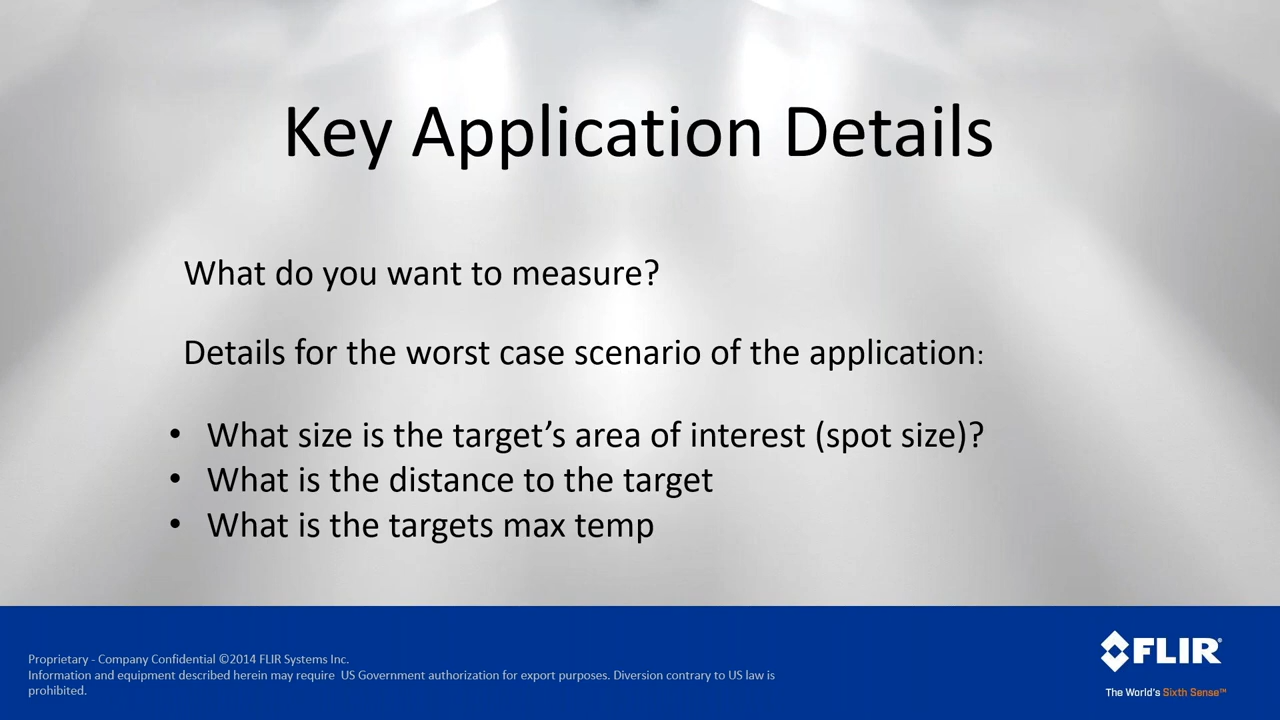 Key Application Details
What do you want to measure?
Details for the worst case scenario of the application:
• What size is the target’s area of interest (spot size)?
• What is the distance to the target
• What is the targets max temp
Proprietary - Company Confidential ©2014 FLIR Systems Inc.
Information and equipment described herein may require  US Government authorization for export purposes. Diversion contrary to US law is
prohibited.
FLIR®
The World’s Sixth Sense™